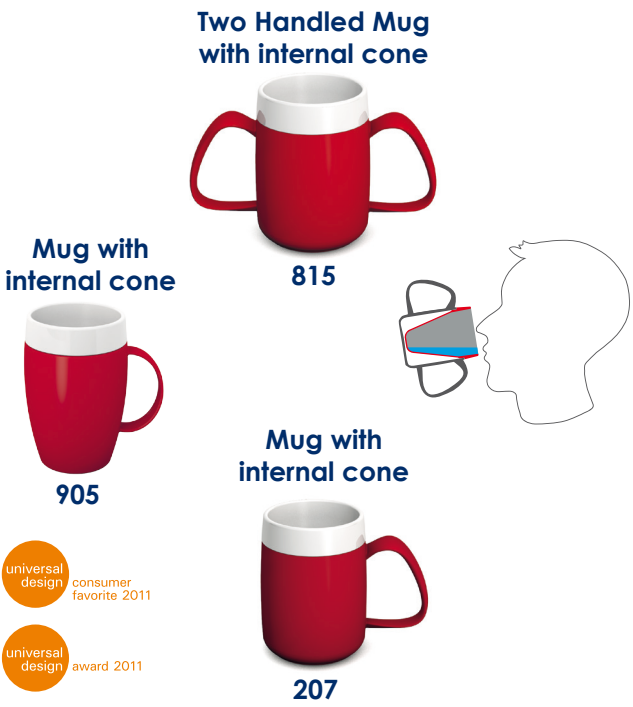 Two Handled Mug
with internal cone
815
Mug with
internal cone
905
Mug with
internal cone
207
universal
design
consumer
favorite 2011
universal
design
award 2011